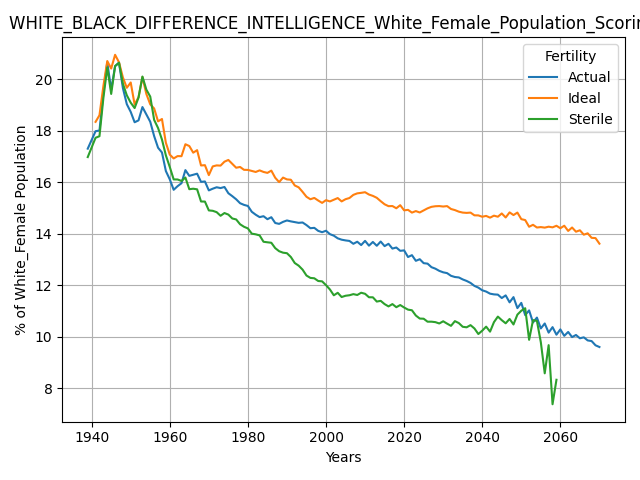 WHITE_BLACK_DIFFERENCE_INTELLIGENCE_White_Female_Population_Scorin
Fertility
Actual
Ideal
Sterile
% of White_Female Population
20
18
16
14
12
10
8
1940 1960 1980 2000 2020 2040 2060
Years